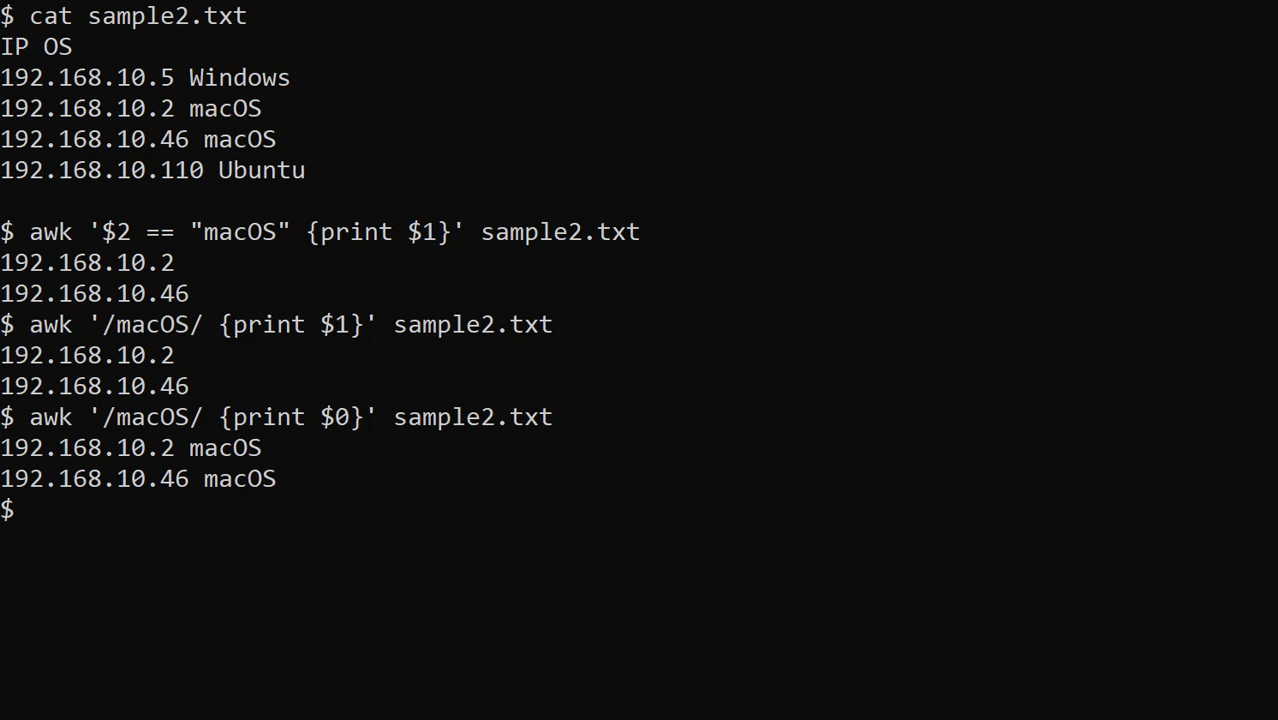 $ cat sample2.txt
IP OS
192.168.10.5 Windows
192.168.10.2 macOS
192.168.10.46 macOS
192.168.10.110 Ubuntu
$ awk '$2 == "macOS" {print $1}' sample2.txt
192.168.10.2
192.168.10.46
$ awk '/macOS/ {print $1}' sample2.txt
192.168.10.2
192.168.10.46
$ awk '/macOS/ {print $0}' sample2.txt
192.168.10.2 macOS
192.168.10.46 macOS
$